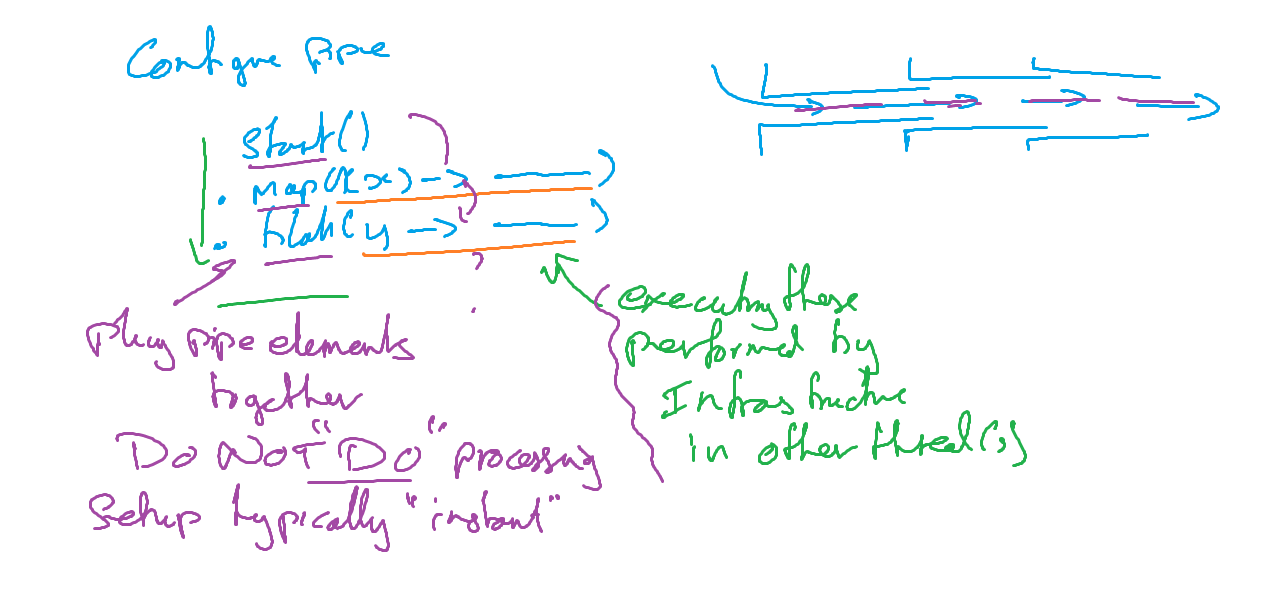 Configure pipe
start()
. map((x) -> ——)
. blah( y -> ——)
plug pipe elements
together
DO NOT "DO" processing
Setup typically "instant"
executing these
performed by
Infrastructure
in other thread(s)